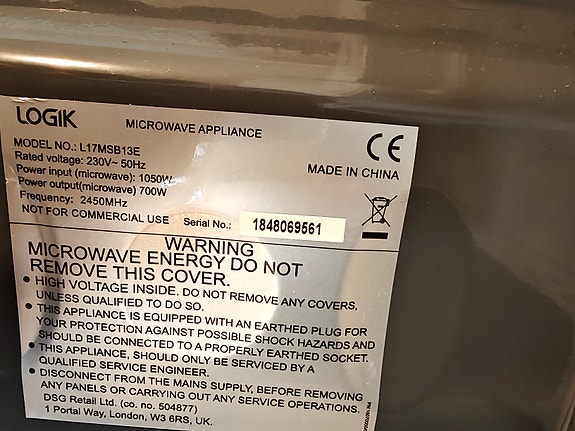 LOGIK
MICROWAVE APPLIANCE
CE
MODEL NO.: L17MSB13E
Rated voltage: 230V~ 50Hz
Power input (microwave): 1050W
Power output(microwave) 700W
Frequency: 2450MHz
MADE IN CHINA
NOT FOR COMMERCIAL USE
Serial No.: 1848069561
WARNING
MICROWAVE ENERGY DO NOT
REMOVE THIS COVER.
• HIGH VOLTAGE INSIDE. DO NOT REMOVE ANY COVERS,
UNLESS QUALIFIED TO DO SO.
• THIS APPLIANCE IS EQUIPPED WITH AN EARTHED PLUG FOR
YOUR PROTECTION AGAINST POSSIBLE SHOCK HAZARDS AND
SHOULD BE CONNECTED TO A PROPERLY EARTHED SOCKET.
• THIS APPLIANCE, SHOULD ONLY BE SERVICED BY A
QUALIFIED SERVICE ENGINEER.
• DISCONNECT FROM THE MAINS SUPPLY, BEFORE REMOVING
ANY PANELS OR CARRYING OUT ANY SERVICE OPERATIONS.
DSG Retail Ltd. (co. no. 504877)
1 Portal Way, London, W3 6RS, UK.